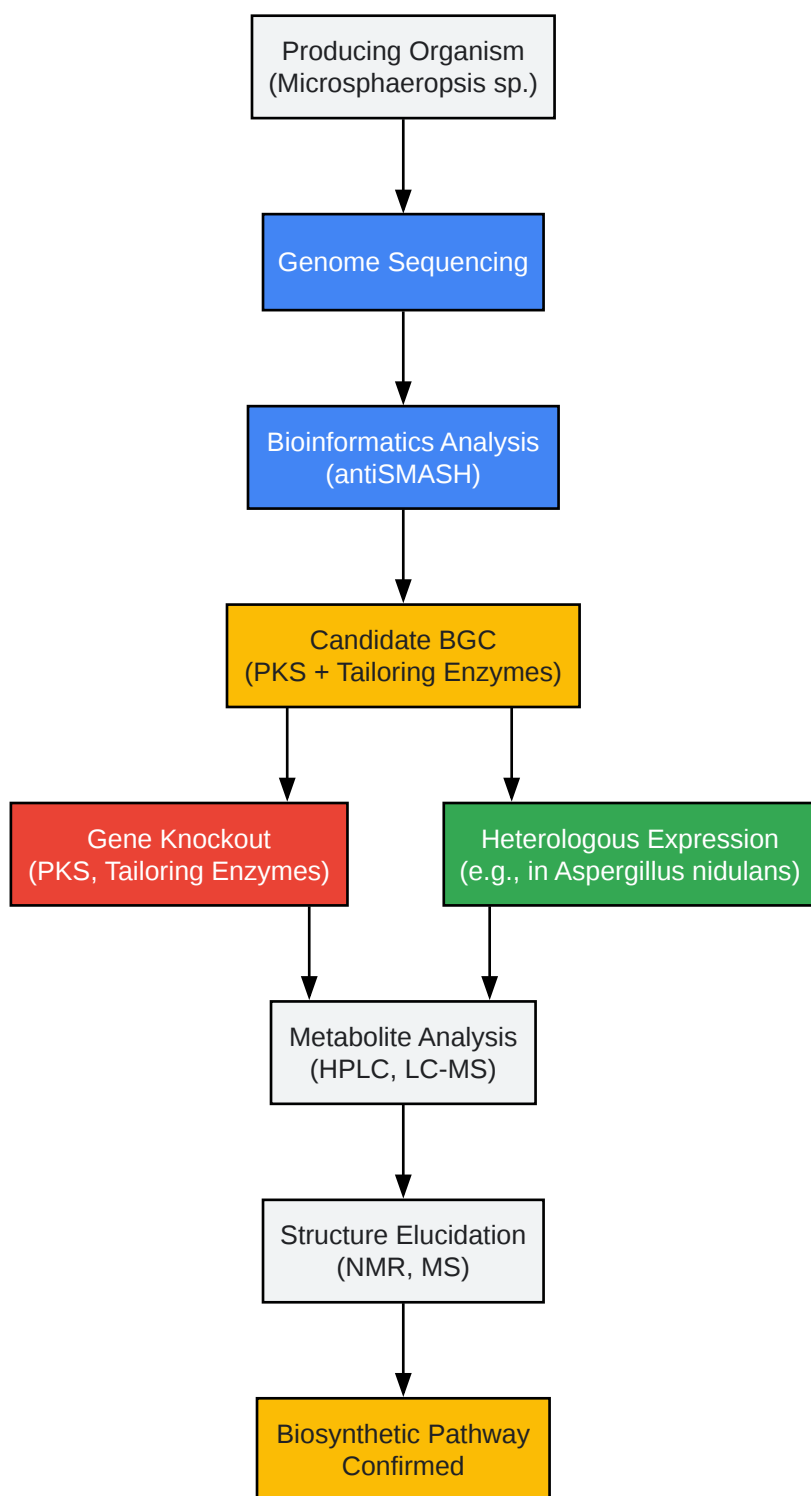 Producing Organism
(Microsphaeropsis sp.)
Genome Sequencing
Bioinformatics Analysis
(antiSMASH)
Candidate BGC
(PKS + Tailoring Enzymes)
Gene Knockout
(PKS, Tailoring Enzymes)
Heterologous Expression
(e.g., in Aspergillus nidulans)
Metabolite Analysis
(HPLC, LC-MS)
Structure Elucidation
(NMR, MS)
Biosynthetic Pathway
Confirmed